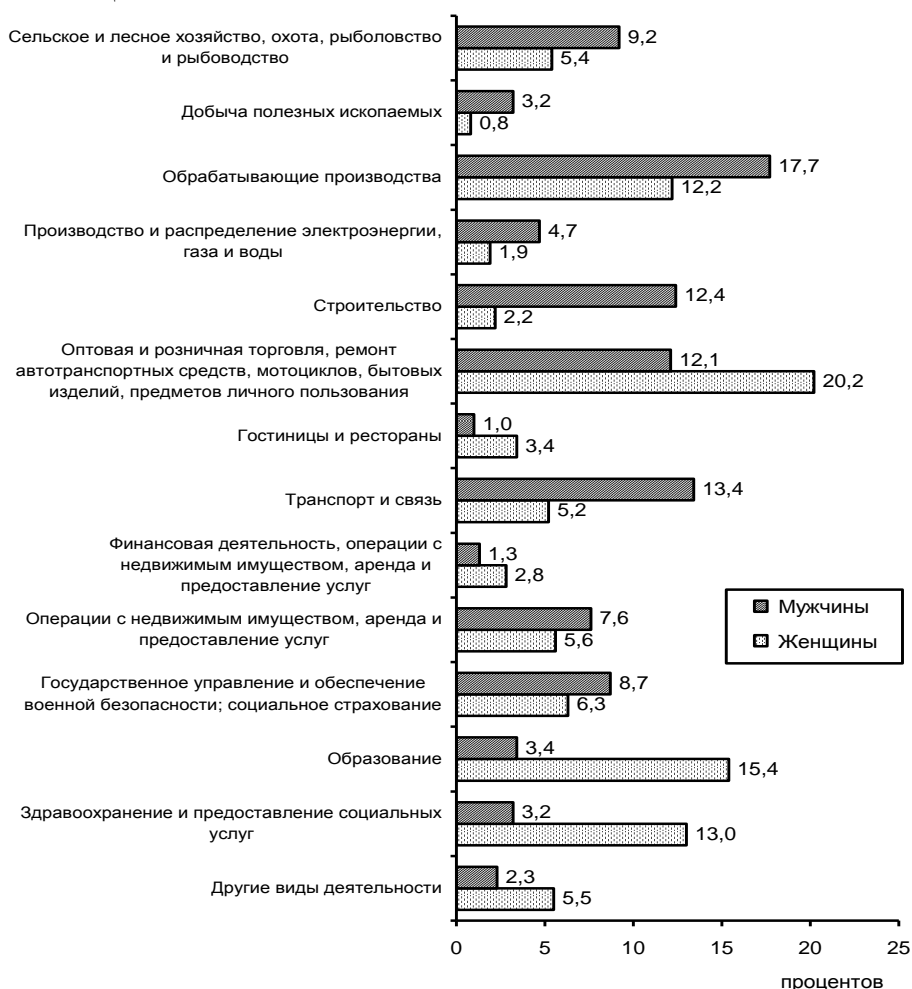 Сельское и лесное хозяйство, охота, рыболовство
и рыбоводство
9,2
5,4
Добыча полезных ископаемых
3,2
0,8
Обрабатывающие производства
17,7
12,2
Производство и распределение электроэнергии,
газа и воды
4,7
1,9
Строительство
12,4
2,2
Оптовая и розничная торговля, ремонт
автотранспортных средств, мотоциклов, бытовых
изделий, предметов личного пользования
12,1
20,2
Гостиницы и рестораны
1,0
3,4
Транспорт и связь
13,4
5,2
Финансовая деятельность, операции с
недвижимым имуществом, аренда и
предоставление услуг
1,3
2,8
Операции с недвижимым имуществом, аренда и
предоставление услуг
7,6
5,6
Государственное управление и обеспечение
военной безопасности; социальное страхование
8,7
6,3
Образование
3,4
15,4
Здравоохранение и предоставление социальных
услуг
3,2
13,0
Другие виды деятельности
2,3
5,5
Мужчины
Женщины
0 5 10 15 20 25
процентов